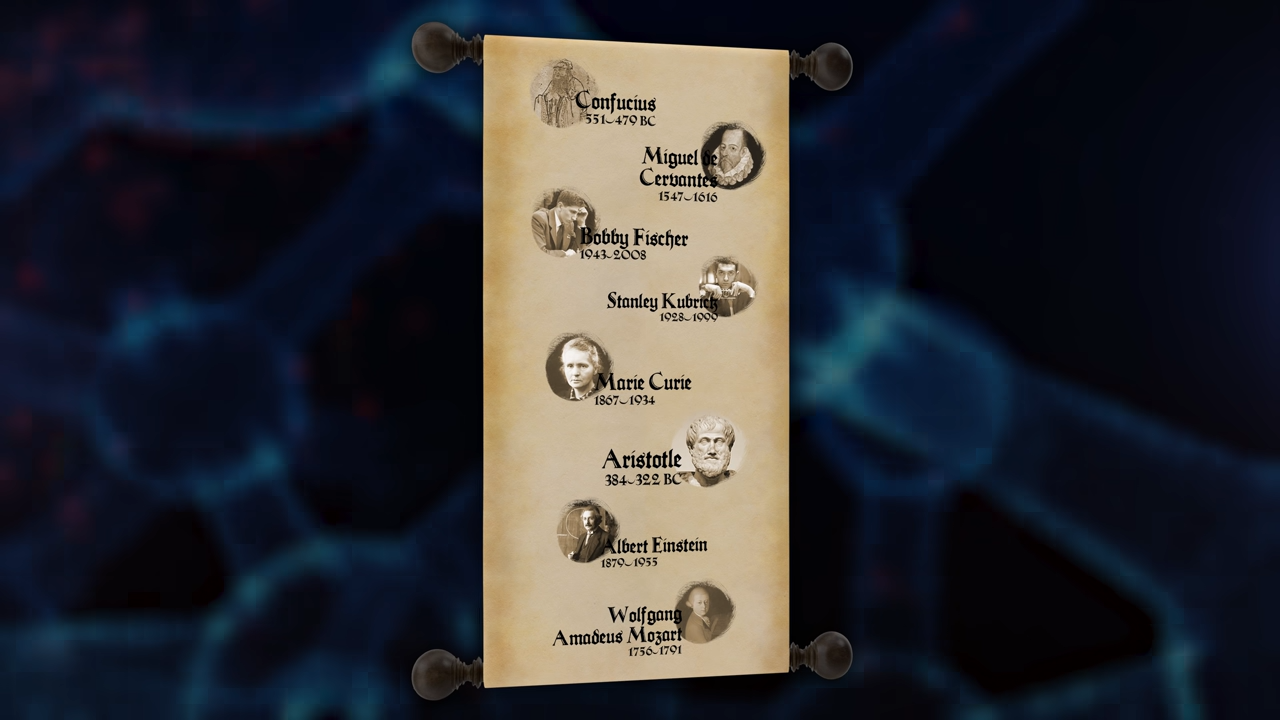 Confucius
551~479 BC
Miguel de
Cervantes
1547~1616
Bobby Fischer
1943~2008
Stanley Kubrick
1928~1999
Marie Curie
1867~1934
Aristotle
384~322 BC
Albert Einstein
1879~1955
Wolfgang
Amadeus Mozart
1756~1791